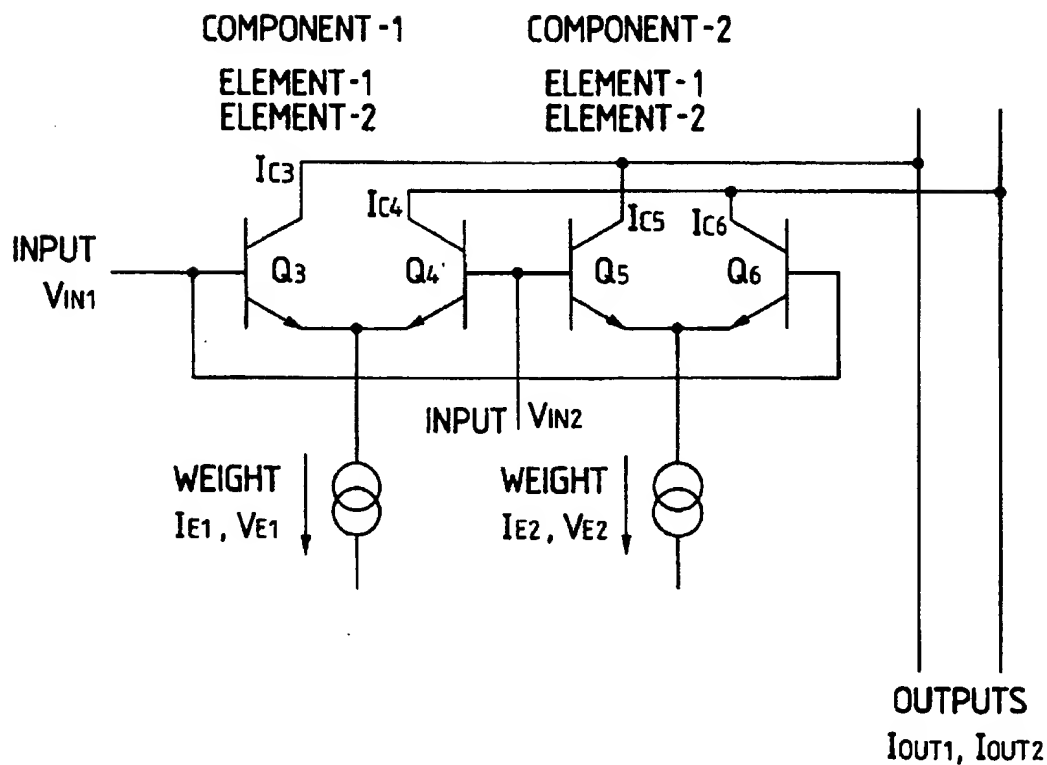 COMPONENT-1
ELEMENT-1
ELEMENT-2
COMPONENT-2
ELEMENT-1
ELEMENT-2
IC3
IC4
IC5
IC6
INPUT
VIN1
Q3
Q4
Q5
Q6
INPUT VIN2
WEIGHT
IE1, VE1
WEIGHT
IE2, VE2
OUTPUTS
IOUT1, IOUT2